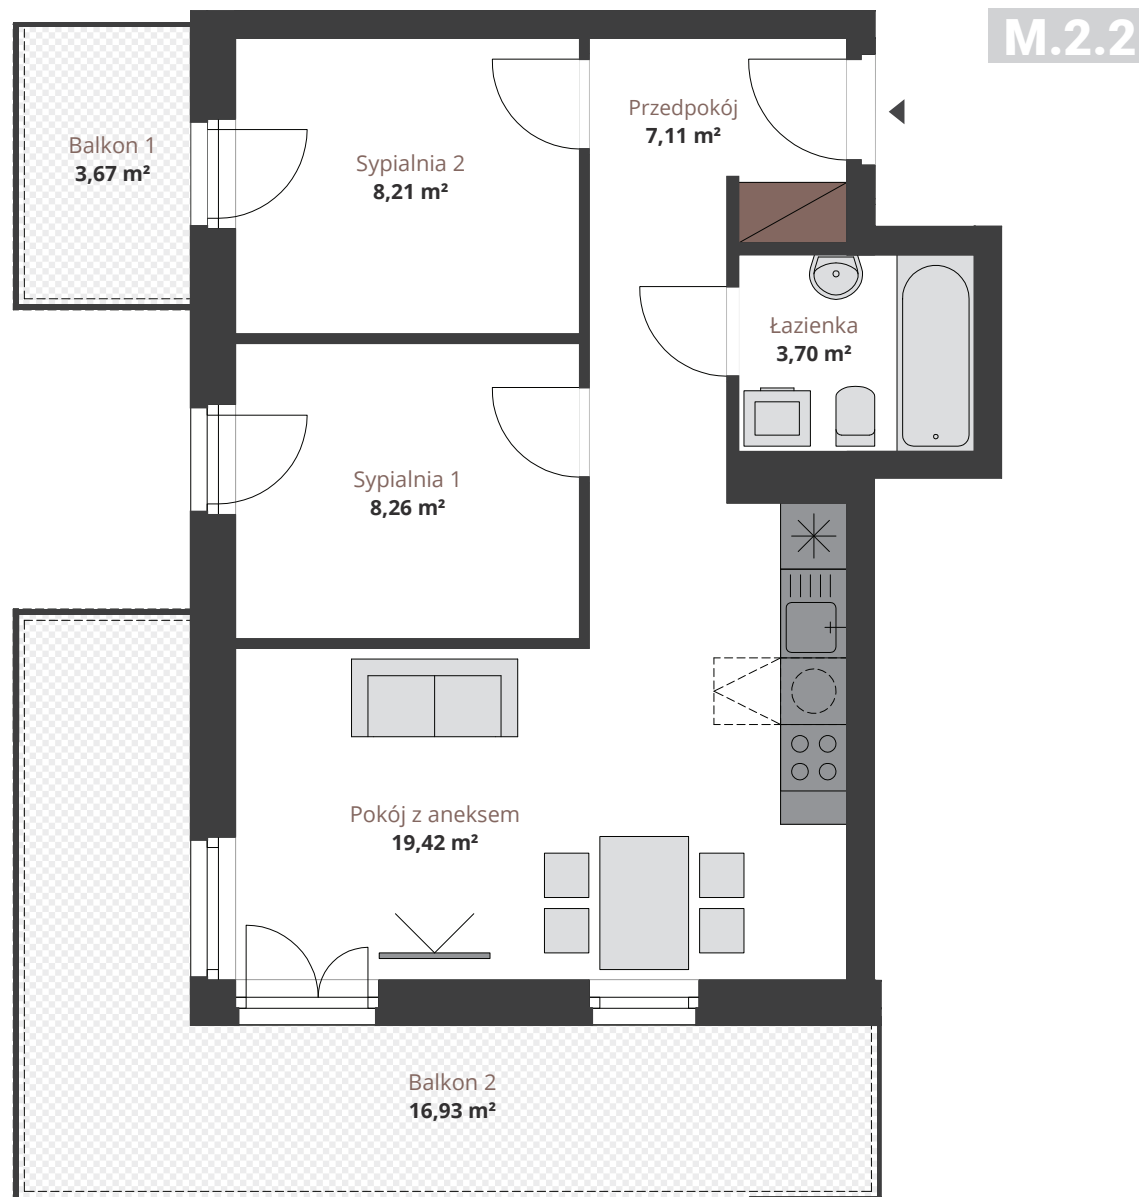 M.2.2
Przedpokój
7,11 m²
Balkon 1
3,67 m²
Sypialnia 2
8,21 m²
Łazienka
3,70 m²
Sypialnia 1
8,26 m²
Pokój z aneksem
19,42 m²
Balkon 2
16,93 m²